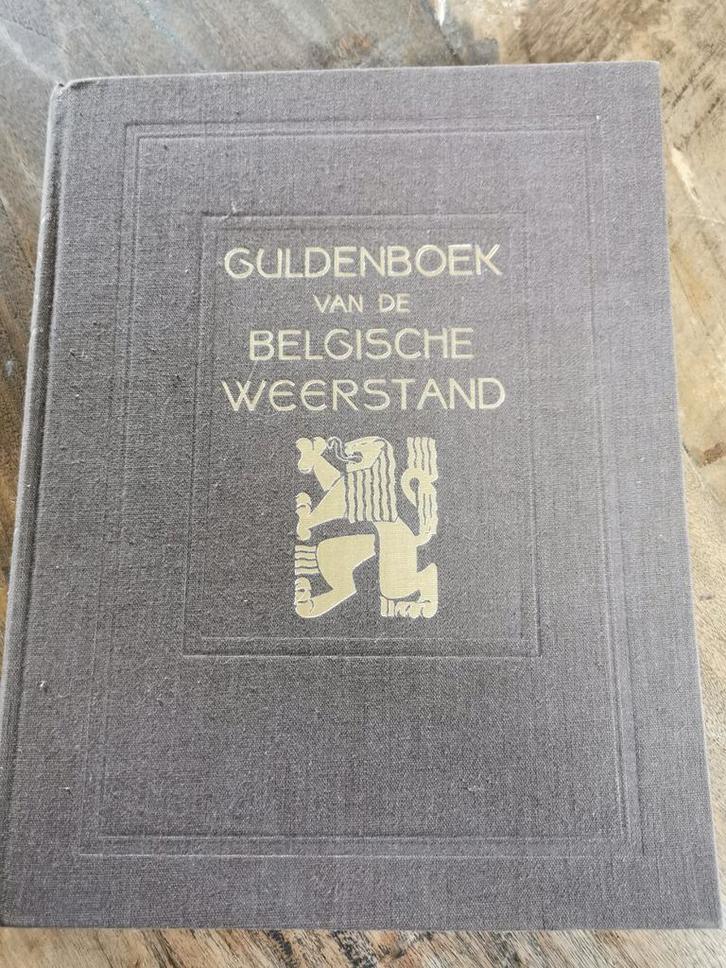 GULDENBOEK
VAN DE
BELGISCHE
WEERSTAND